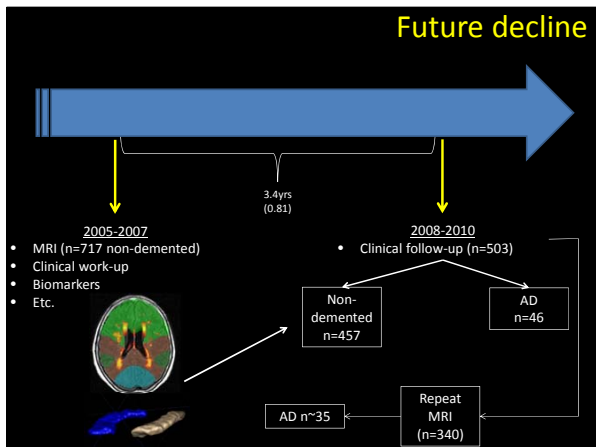 Future decline
3.4yrs
(0.81)
2005-2007
• MRI (n=717 non-demented)
• Clinical work-up
• Biomarkers
• Etc.
2008-2010
• Clinical follow-up (n=503)
Non-
demented
n=457
AD
n=46
AD n~35
Repeat
MRI
(n=340)